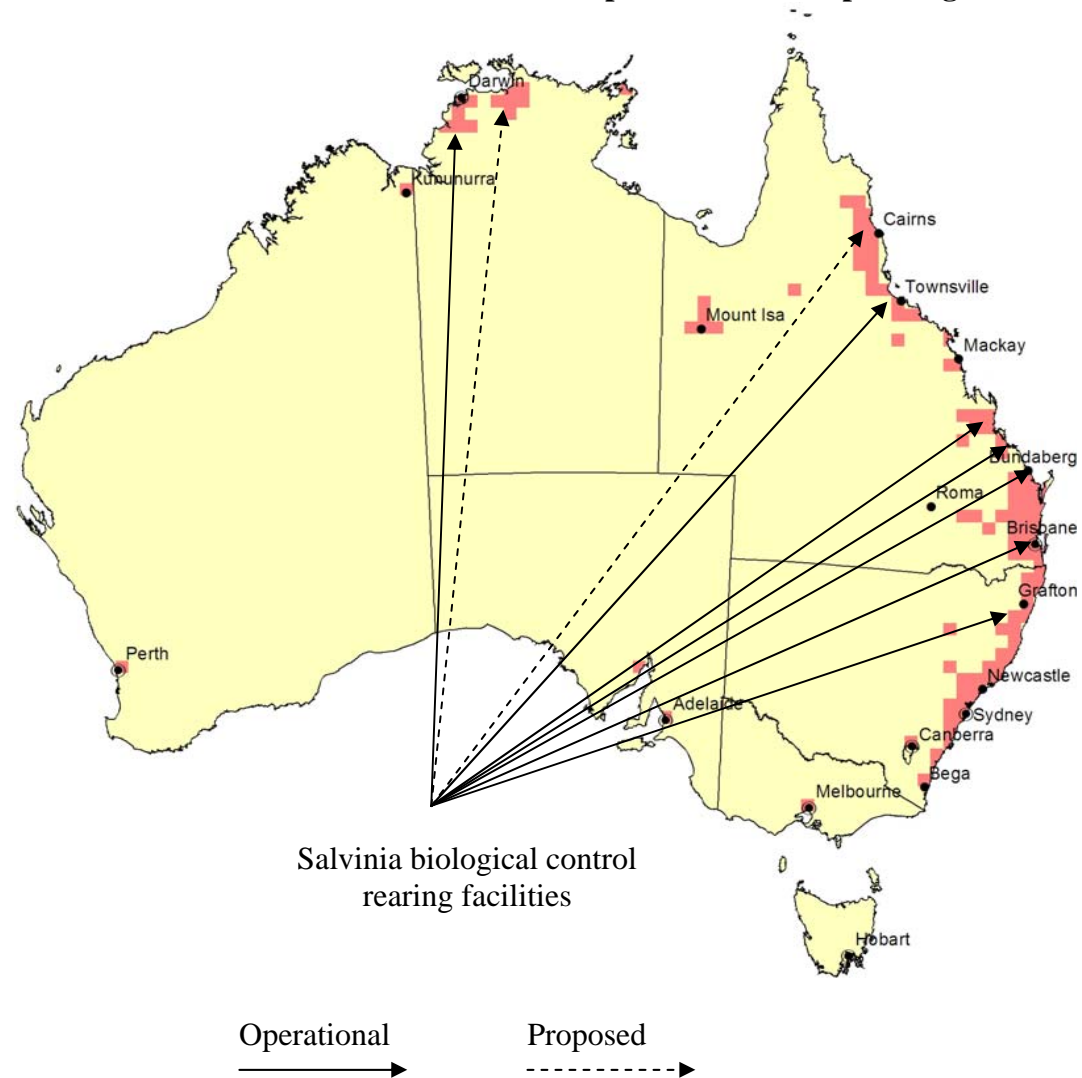 Darwin
Kununurra
Cairns
Townsville
Mount Isa
Mackay
Bundaberg
Roma
Brisbane
Grafton
Perth
Newcastle
Adelaide
Sydney
Canberra
Bega
Melbourne
Salvinia biological control
rearing facilities
Hobart
Operational Proposed